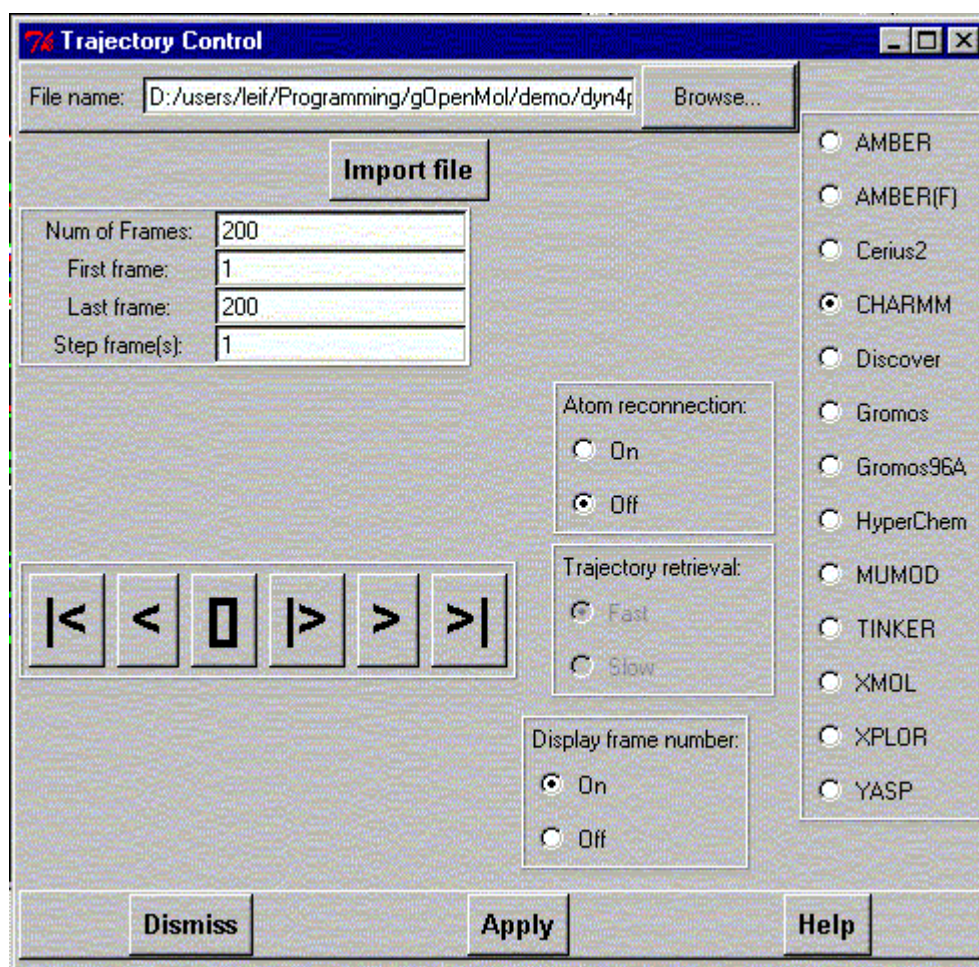 Trajectory Control
File name: D:/users/leif/Programming/gOpenMol/demo/dyn4p Browse...
Import file
Num of Frames: 200
First frame: 1
Last frame: 200
Step frame(s): 1
AMBER
AMBER(F)
Cerius2
CHARMM
Discover
Gromos
Gromos96A
HyperChem
MUMOD
TINKER
XMOL
XPLOR
YASP
Atom reconnection:
On
Off
|< < [] |> > >|
Trajectory retrieval:
Fast
Slow
Display frame number:
On
Off
Dismiss Apply Help